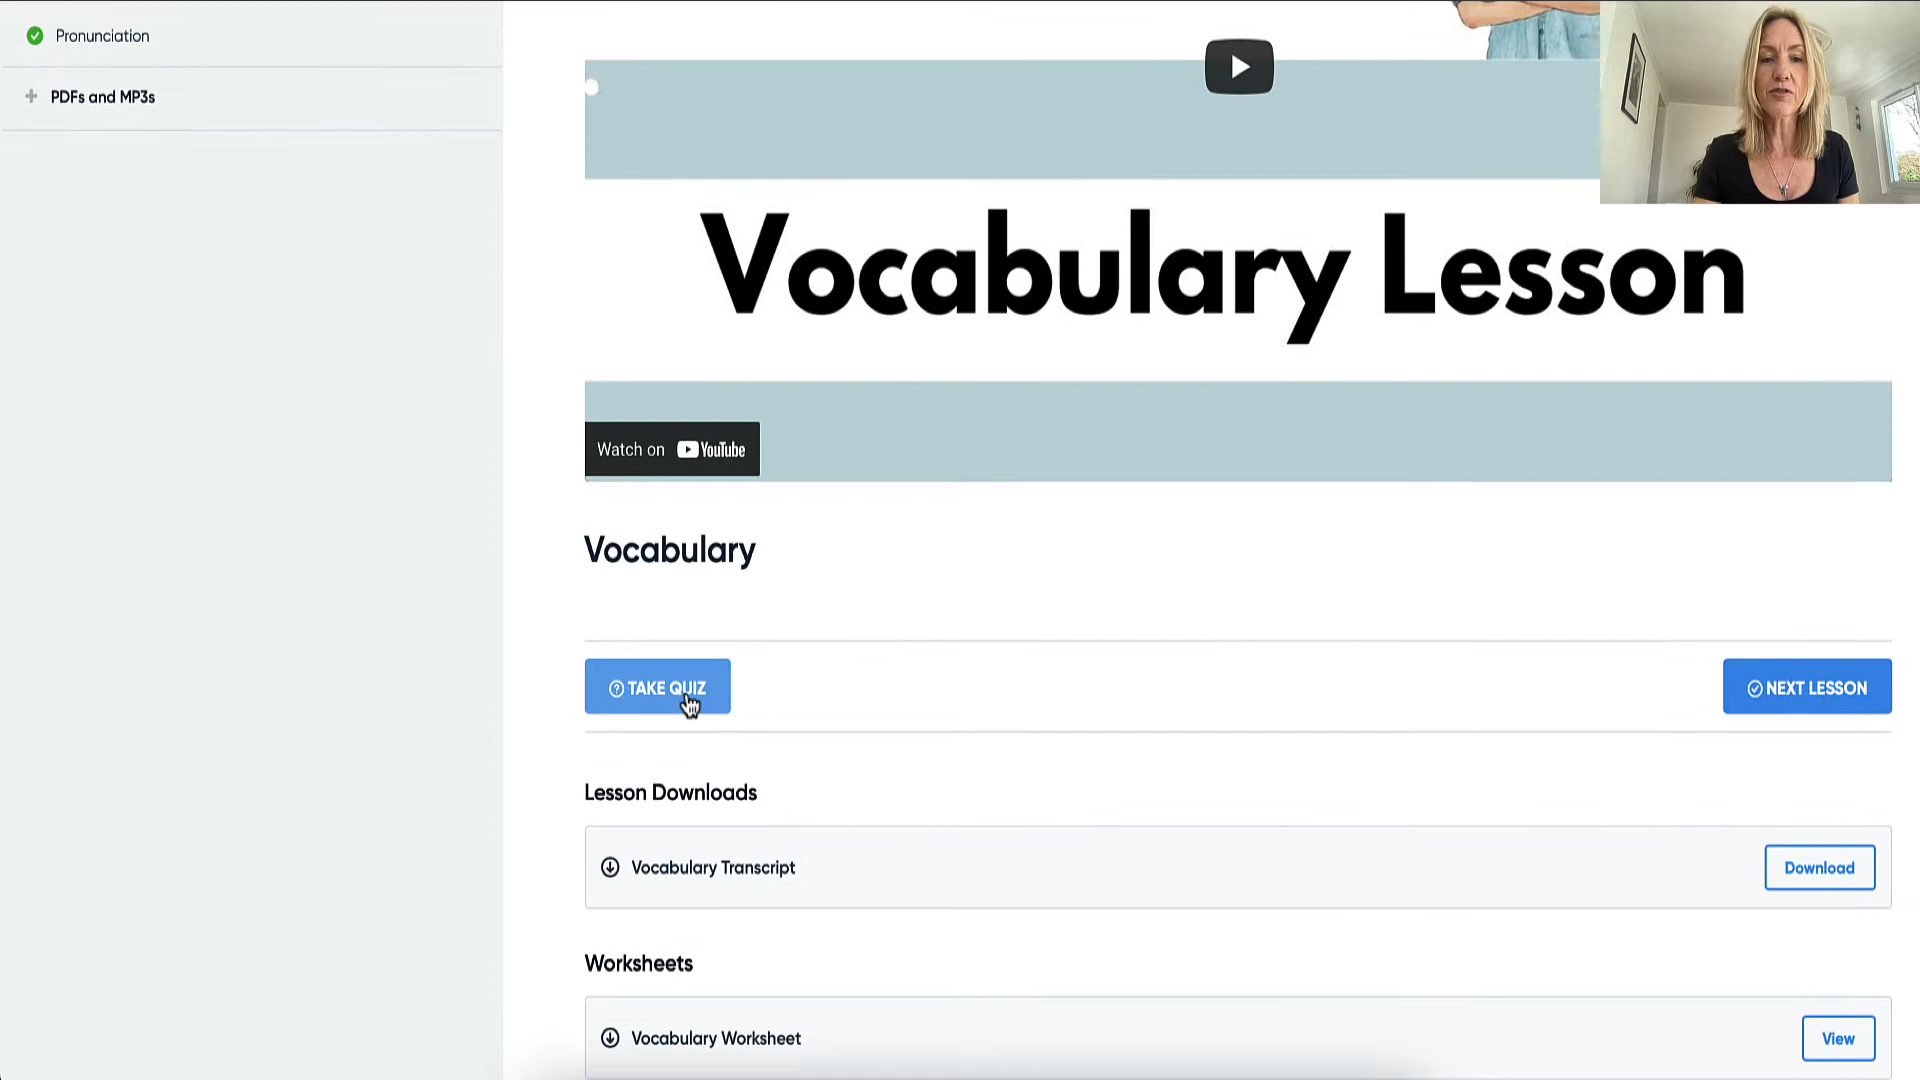 Pronunciation
PDFs and MP3s
Vocabulary Lesson
Watch on YouTube
Vocabulary
TAKE QUIZ
NEXT LESSON
Lesson Downloads
Vocabulary Transcript
Download
Worksheets
Vocabulary Worksheet
View